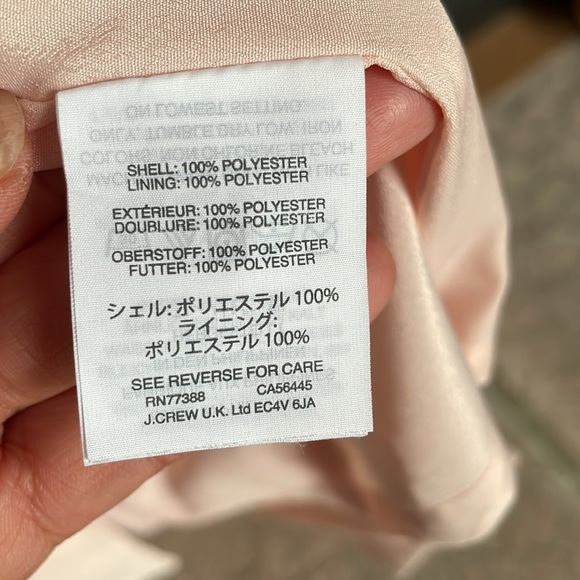 SHELL: 100% POLYESTER
LINING: 100% POLYESTER
EXTÉRIEUR: 100% POLYESTER
DOUBLURE: 100% POLYESTER
OBERSTOFF: 100% POLYESTER
FUTTER: 100% POLYESTER
シェル: ポリエステル 100%
ライニング:
ポリエステル 100%
SEE REVERSE FOR CARE
RN77388 CA56445
J.CREW U.K. Ltd EC4V 6JA